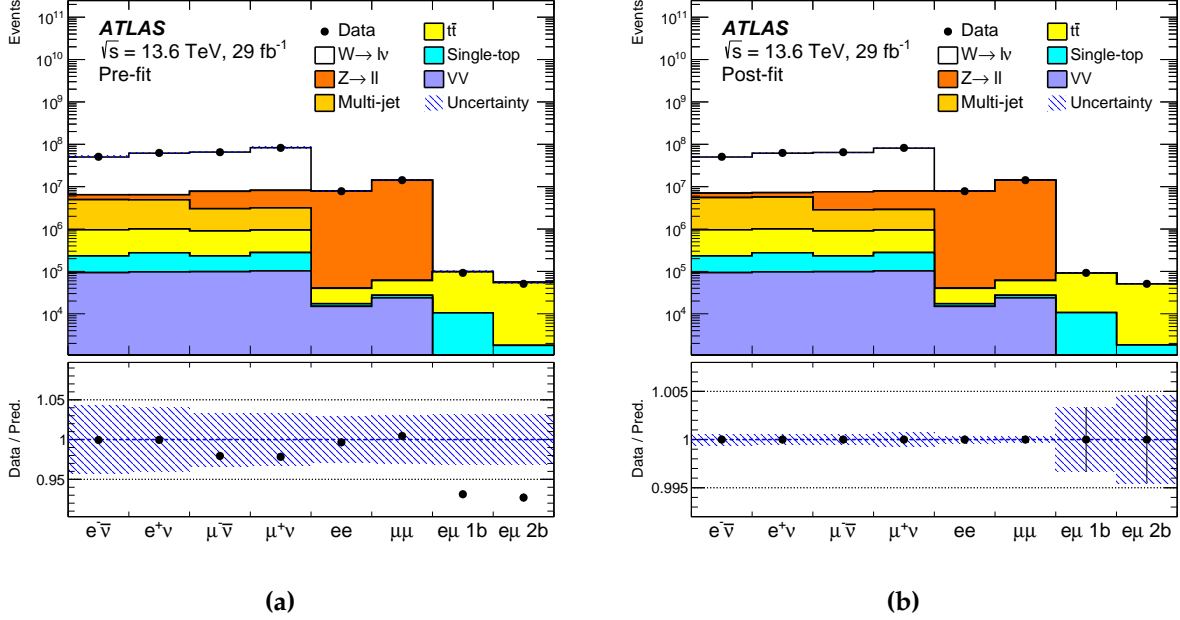 Events
10¹¹
10¹⁰
10⁹
10⁸
10⁷
10⁶
10⁵
10⁴
ATLAS
√s = 13.6 TeV, 29 fb⁻¹
Pre-fit
Data
W→ lν
Z→ ll
Multi-jet
tt̄
Single-top
VV
Uncertainty
Data / Pred.
1.05
1
0.95
e⁻ν̄
e⁺ν
μ⁻ν̄
μ⁺ν
ee
μμ
eμ 1b
eμ 2b
(a)
Events
10¹¹
10¹⁰
10⁹
10⁸
10⁷
10⁶
10⁵
10⁴
ATLAS
√s = 13.6 TeV, 29 fb⁻¹
Post-fit
Data
W→ lν
Z→ ll
Multi-jet
tt̄
Single-top
VV
Uncertainty
Data / Pred.
1.005
1
0.995
e⁻ν̄
e⁺ν
μ⁻ν̄
μ⁺ν
ee
μμ
eμ 1b
eμ 2b
(b)